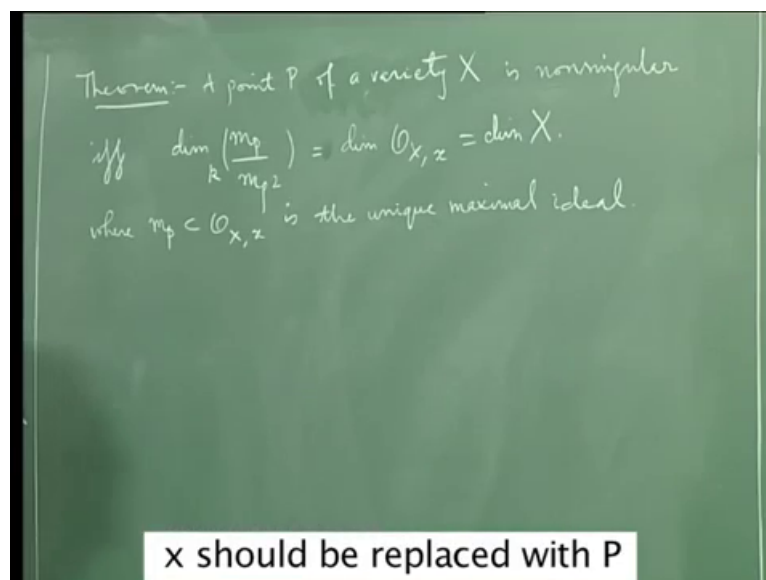 Theorem:- A point P of a variety X is nonsingular
iff dim_k (m_p / m_p^2) = dim O_{X,x} = dim X.
where m_p ⊂ O_{X,x} is the unique maximal ideal.
x should be replaced with P